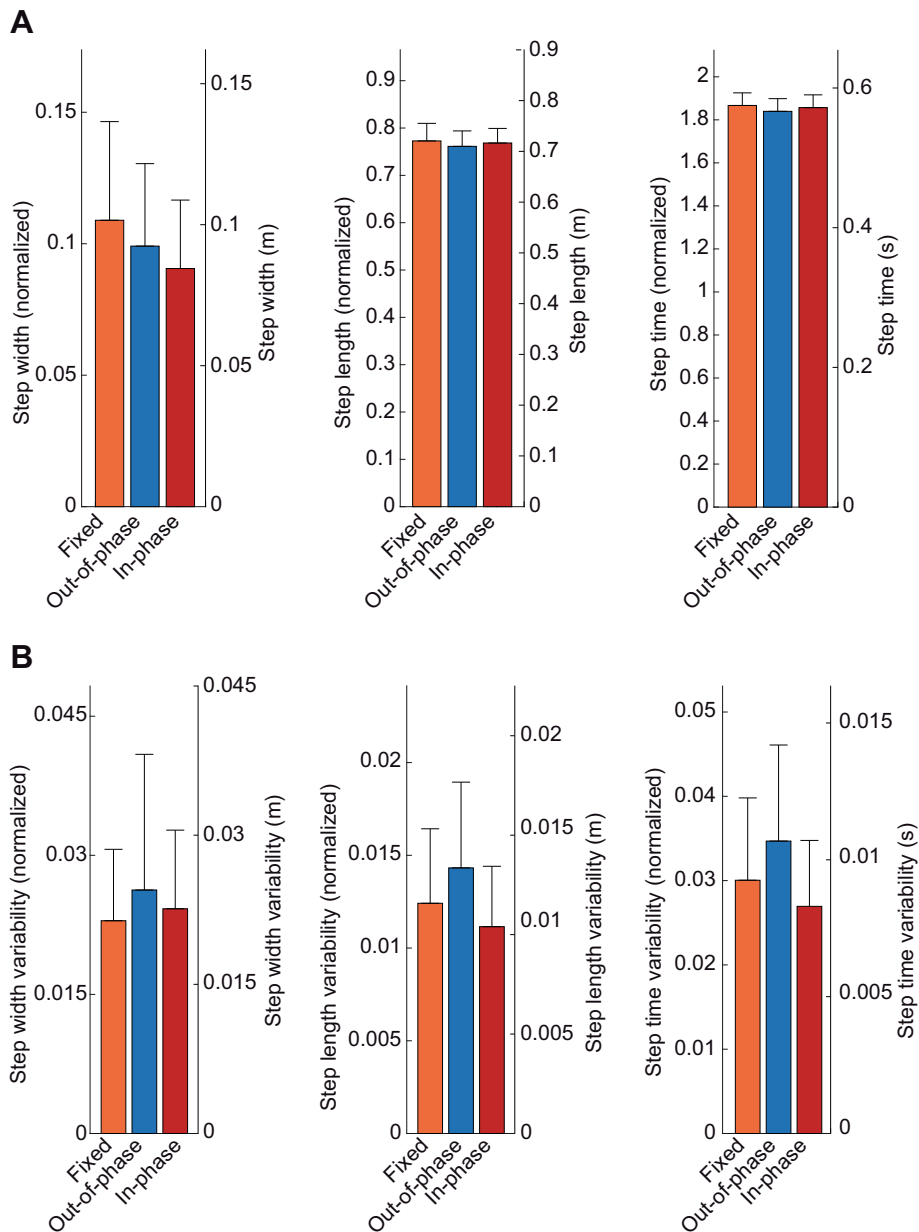 A
Step width (normalized)
0.15
0.1
0.05
0
0.15
0.1
0.05
0
Step width (m)
Fixed
Out-of-phase
In-phase
Step length (normalized)
0.9
0.8
0.7
0.6
0.5
0.4
0.3
0.2
0.1
0
0.9
0.8
0.7
0.6
0.5
0.4
0.3
0.2
0.1
0
Step length (m)
Fixed
Out-of-phase
In-phase
Step time (normalized)
2
1.8
1.6
1.4
1.2
1
0.8
0.6
0.4
0.2
0
0.6
0.4
0.2
0
Step time (s)
Fixed
Out-of-phase
In-phase
B
Step width variability (normalized)
0.045
0.03
0.015
0
0.045
0.03
0.015
0
Step width variability (m)
Fixed
Out-of-phase
In-phase
Step length variability (normalized)
0.02
0.015
0.01
0.005
0
0.02
0.015
0.01
0.005
0
Step length variability (m)
Fixed
Out-of-phase
In-phase
Step time variability (normalized)
0.05
0.04
0.03
0.02
0.01
0
0.015
0.01
0.005
0
Step time variability (s)
Fixed
Out-of-phase
In-phase